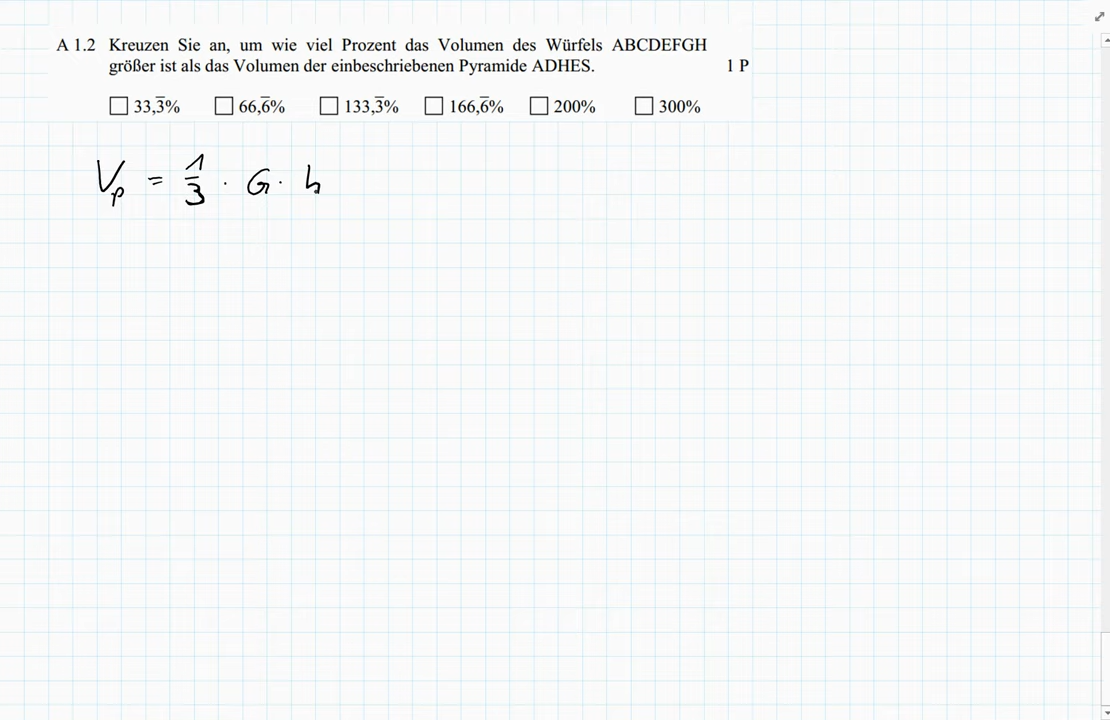 A 1.2 Kreuzen Sie an, um wie viel Prozent das Volumen des Würfels ABCDEFGH
größer ist als das Volumen der einbeschriebenen Pyramide ADHES. 1 P
☐ 33,3̅% ☐ 66,6̅% ☐ 133,3̅% ☐ 166,6̅% ☐ 200% ☐ 300%
V_p = 1/3 · G · h